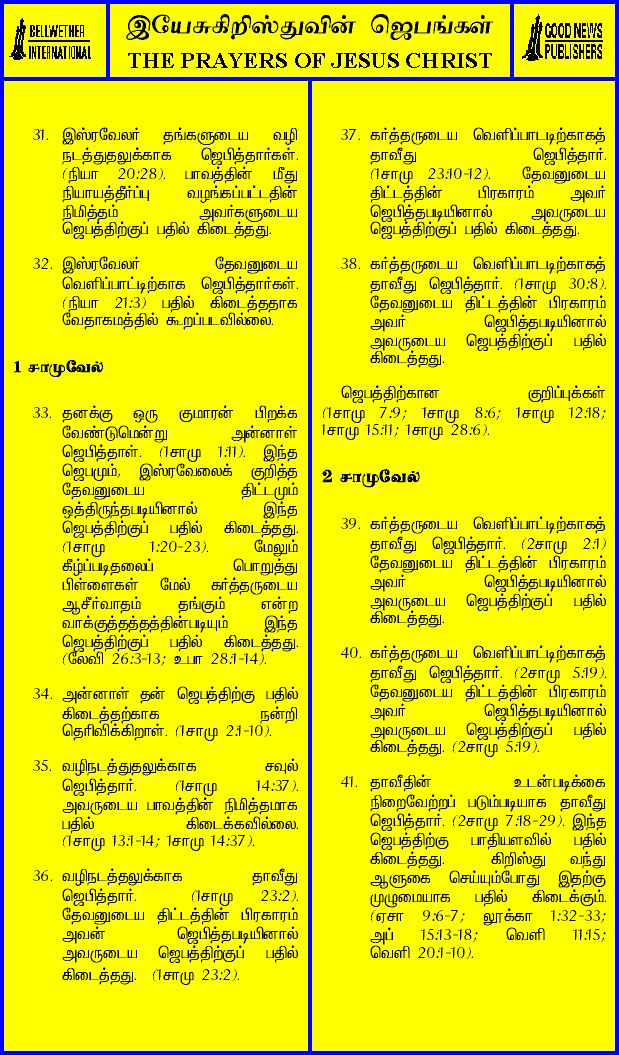 BELLWETHER
INTERNATIONAL
இயேசுகிறிஸ்துவின் ஜெபங்கள்
THE PRAYERS OF JESUS CHRIST
GOOD NEWS
PUBLISHERS
31. இஸ்ரவேலர் தங்களுடைய வழி
நடத்துதலுக்காக ஜெபித்தார்கள்.
(நியா 20:28). பாவத்தின் மீது
நியாயத்தீர்ப்பு வழங்கப்பட்டதின்
நிமித்தம் அவர்களுடைய
ஜெபத்திற்குப் பதில் கிடைத்தது.
32. இஸ்ரவேலர் தேவனுடைய
வெளிப்பாட்டிற்காக ஜெபித்தார்கள்.
(நியா 21:3) பதில் கிடைத்ததாக
வேதாகமத்தில் கூறப்படவில்லை.
1 சாமுவேல்
33. தனக்கு ஒரு குமாரன் பிறக்க
வேண்டுமென்று அன்னாள்
ஜெபித்தாள். (1சாமு 1:11). இந்த
ஜெபமும், இஸ்ரவேலைக் குறித்த
தேவனுடைய திட்டமும்
ஒத்திருந்தபடியினால் இந்த
ஜெபத்திற்குப் பதில் கிடைத்தது.
(1சாமு 1:20-23). மேலும்
கீழ்ப்படிதலைப் பொறுத்து
பிள்ளைகள் மேல் கர்த்தருடைய
ஆசீர்வாதம் தங்கும் என்ற
வாக்குத்தத்தத்தின்படியும் இந்த
ஜெபத்திற்குப் பதில் கிடைத்தது.
(லேவி 26:3-13; உபா 28:1-14).
34. அன்னாள் தன் ஜெபத்திற்கு பதில்
கிடைத்தற்காக நன்றி
தெரிவிக்கிறாள். (1சாமு 2:1-10).
35. வழிநடத்துதலுக்காக சவுல்
ஜெபித்தார். (1சாமு 14:37).
அவருடைய பாவத்தின் நிமித்தமாக
பதில் கிடைக்கவில்லை.
(1சாமு 13:1-14; 1சாமு 14:37).
36. வழிநடத்தலுக்காக தாவீது
ஜெபித்தார். (1சாமு 23:2).
தேவனுடைய திட்டத்தின் பிரகாரம்
அவன் ஜெபித்தபடியினால்
அவருடைய ஜெபத்திற்குப் பதில்
கிடைத்தது. (1சாமு 23:2).
37. கர்த்தருடைய வெளிப்பாடடிற்காகத்
தாவீது ஜெபித்தார்.
(1சாமு 23:10-12). தேவனுடைய
திட்டத்தின் பிரகாரம் அவர்
ஜெபித்தபடியினால் அவருடைய
ஜெபத்திற்குப் பதில் கிடைத்தது.
38. கர்த்தருடைய வெளிப்பாடடிற்காகத்
தாவீது ஜெபித்தார். (1சாமு 30:8).
தேவனுடைய திட்டத்தின் பிரகாரம்
அவர் ஜெபித்தபடியினால்
அவருடைய ஜெபத்திற்குப் பதில்
கிடைத்தது.
ஜெபத்திற்கான குறிப்புக்கள்
(1சாமு 7:9; 1சாமு 8:6; 1சாமு 12:18;
1சாமு 15:11; 1சாமு 28:6).
2 சாமுவேல்
39. கர்த்தருடைய வெளிப்பாட்டிற்காகத்
தாவீது ஜெபித்தார். (2சாமு 2:1)
தேவனுடைய திட்டத்தின் பிரகாரம்
அவர் ஜெபித்தபடியினால்
அவருடைய ஜெபத்திற்குப் பதில்
கிடைத்தது.
40. கர்த்தருடைய வெளிப்பாட்டிற்காகத்
தாவீது ஜெபித்தார். (2சாமு 5:19).
தேவனுடைய திட்டத்தின் பிரகாரம்
அவர் ஜெபித்தபடியினால்
அவருடைய ஜெபத்திற்குப் பதில்
கிடைத்தது. (2சாமு 5:19).
41. தாவீதின் உடன்படிக்கை
நிறைவேற்றப் படும்படியாக தாவீது
ஜெபித்தார். (2சாமு 7:18-29). இந்த
ஜெபத்திற்கு பாதியளவில் பதில்
கிடைத்தது. கிறிஸ்து வந்து
ஆளுகை செய்யும்போது இதற்கு
முழுமையாக பதில் கிடைக்கும்.
(ஏசா 9:6-7; லூக்கா 1:32-33;
அப் 15:13-18; வெளி 11:15;
வெளி 20:1-10).